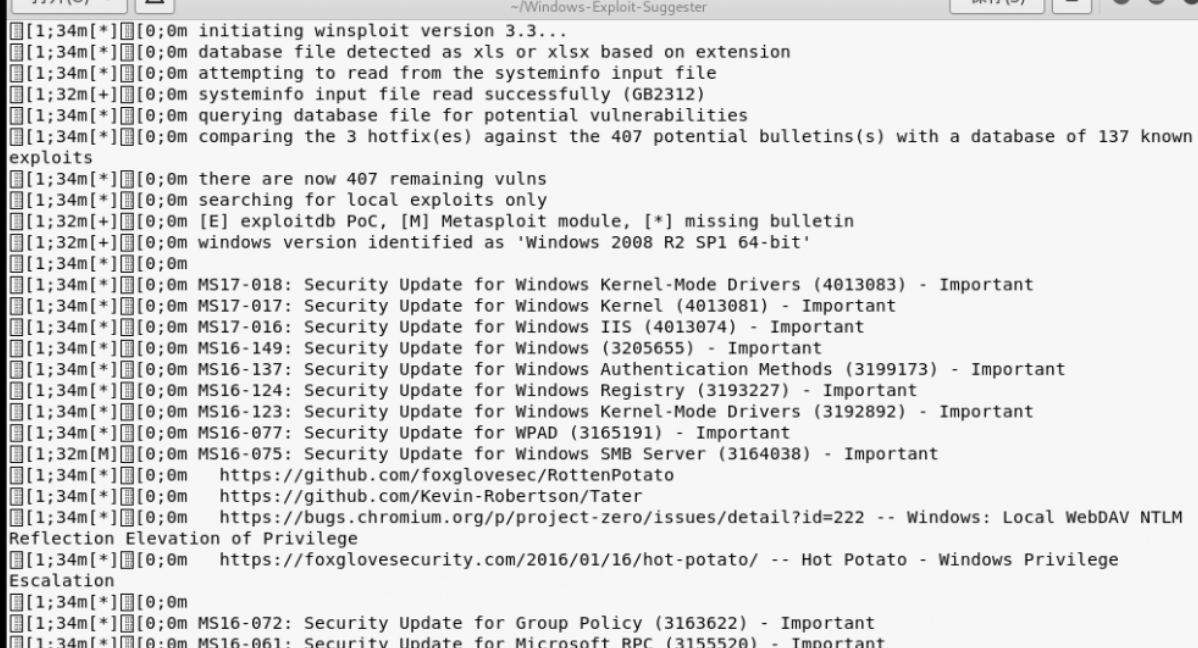 ~/Windows-Exploit-Suggester
[1;34m[*][0;0m initiating winsploit version 3.3...
[1;34m[*][0;0m database file detected as xls or xlsx based on extension
[1;34m[*][0;0m attempting to read from the systeminfo input file
[1;32m[+][0;0m systeminfo input file read successfully (GB2312)
[1;34m[*][0;0m querying database file for potential vulnerabilities
[1;34m[*][0;0m comparing the 3 hotfix(es) against the 407 potential bulletins(s) with a database of 137 known
exploits
[1;34m[*][0;0m there are now 407 remaining vulns
[1;34m[*][0;0m searching for local exploits only
[1;32m[+][0;0m [E] exploitdb PoC, [M] Metasploit module, [*] missing bulletin
[1;32m[+][0;0m windows version identified as 'Windows 2008 R2 SP1 64-bit'
[1;34m[*][0;0m
[1;34m[*][0;0m MS17-018: Security Update for Windows Kernel-Mode Drivers (4013083) - Important
[1;34m[*][0;0m MS17-017: Security Update for Windows Kernel (4013081) - Important
[1;34m[*][0;0m MS17-016: Security Update for Windows IIS (4013074) - Important
[1;34m[*][0;0m MS16-149: Security Update for Windows (3205655) - Important
[1;34m[*][0;0m MS16-137: Security Update for Windows Authentication Methods (3199173) - Important
[1;34m[*][0;0m MS16-124: Security Update for Windows Registry (3193227) - Important
[1;34m[*][0;0m MS16-123: Security Update for Windows Kernel-Mode Drivers (3192892) - Important
[1;34m[*][0;0m MS16-077: Security Update for WPAD (3165191) - Important
[1;32m[M][0;0m MS16-075: Security Update for Windows SMB Server (3164038) - Important
[1;34m[*][0;0m   https://github.com/foxglovesec/RottenPotato
[1;34m[*][0;0m   https://github.com/Kevin-Robertson/Tater
[1;34m[*][0;0m   https://bugs.chromium.org/p/project-zero/issues/detail?id=222 -- Windows: Local WebDAV NTLM
Reflection Elevation of Privilege
[1;34m[*][0;0m   https://foxglovesecurity.com/2016/01/16/hot-potato/ -- Hot Potato - Windows Privilege
Escalation
[1;34m[*][0;0m
[1;34m[*][0;0m MS16-072: Security Update for Group Policy (3163622) - Important
[1;34m[*][0;0m MS16-061: Security Update for Microsoft RPC (3155520) - Important